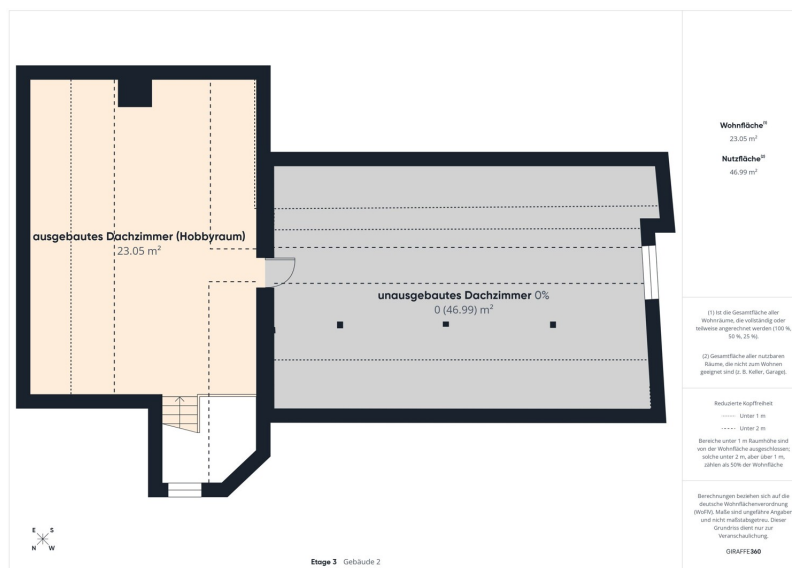 ausgebautes Dachzimmer (Hobbyraum)
23.05 m²
unausgebautes Dachzimmer 0%
0 (46.99) m²
Wohnfläche⁽¹⁾
23.05 m²
Nutzfläche⁽²⁾
46.99 m²
(1) Ist die Gesamtfläche aller
Wohnräume, die vollständig oder
teilweise angerechnet werden (100 %,
50 %, 25 %).
(2) Gesamtfläche aller nutzbaren
Räume, die nicht zum Wohnen
geeignet sind (z. B. Keller, Garage).
Reduzierte Kopffreiheit
Unter 1 m
Unter 2 m
Bereiche unter 1 m Raumhöhe sind
von der Wohnfläche ausgeschlossen;
solche unter 2 m, aber über 1 m,
zählen als 50% der Wohnfläche
Berechnungen beziehen sich auf die
deutsche Wohnflächenverordnung
(WoFlV). Maße sind ungefähre Angaben
und nicht maßstabsgetreu. Dieser
Grundriss dient nur zur
Veranschaulichung.
GIRAFFE360
E S
N W
Etage 3 Gebäude 2